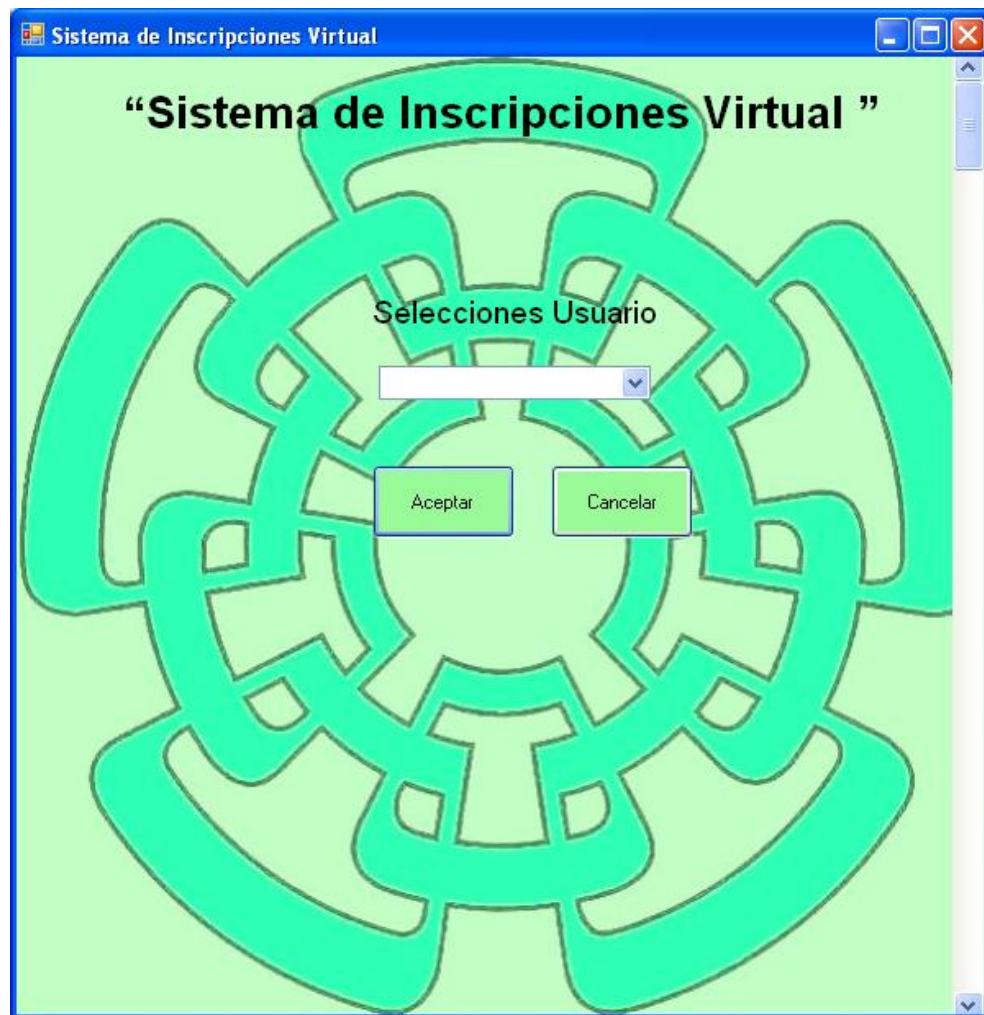 Sistema de Inscripciones Virtual
“Sistema de Inscripciones Virtual ”
Selecciones Usuario
Aceptar Cancelar